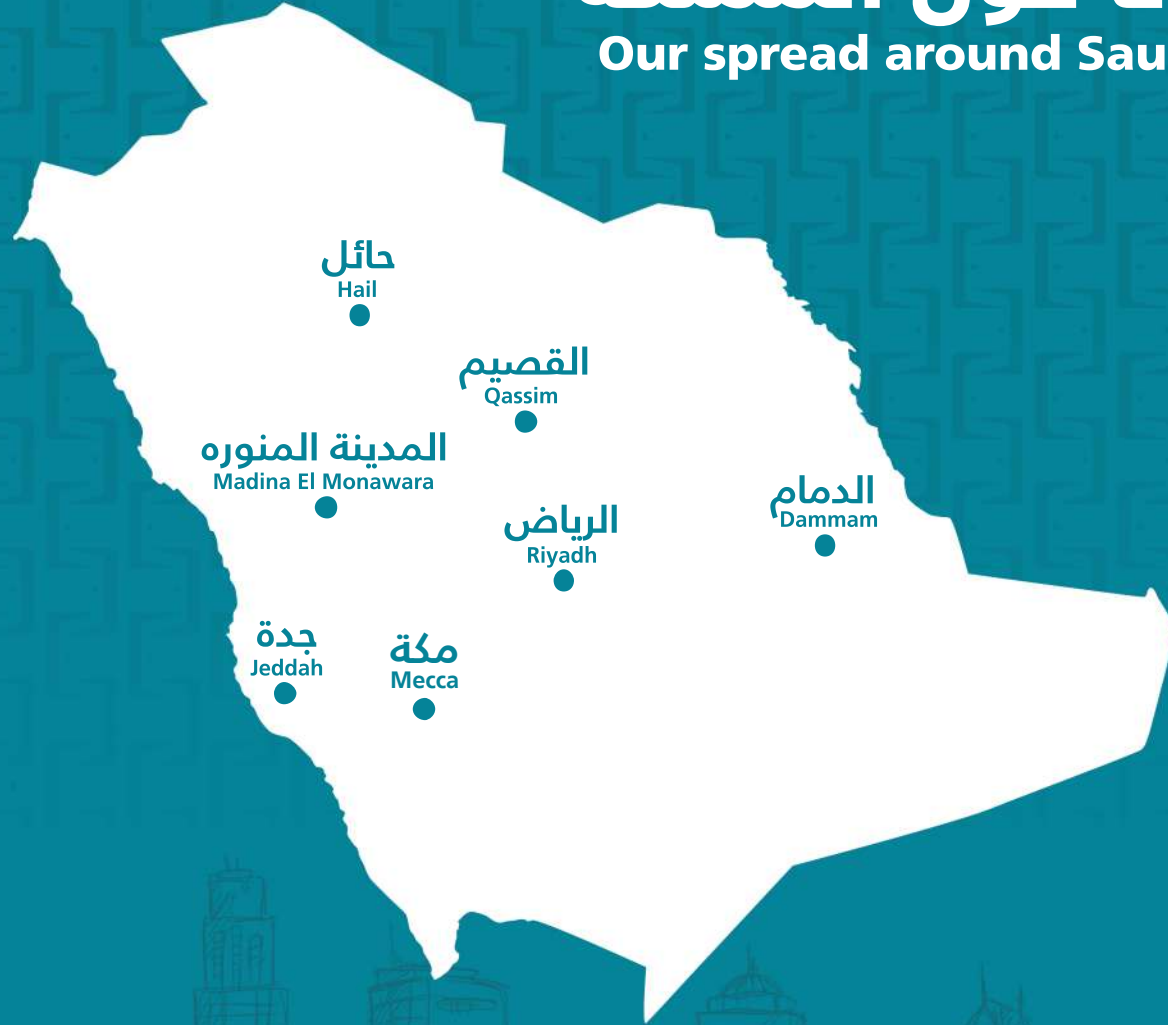 Our spread around
حائل
Hail
القصيم
Qassim
المدينة المنوره
Madina El Monawara
الدمام
Dammam
الرياض
Riyadh
جدة
Jeddah
مكة
Mecca